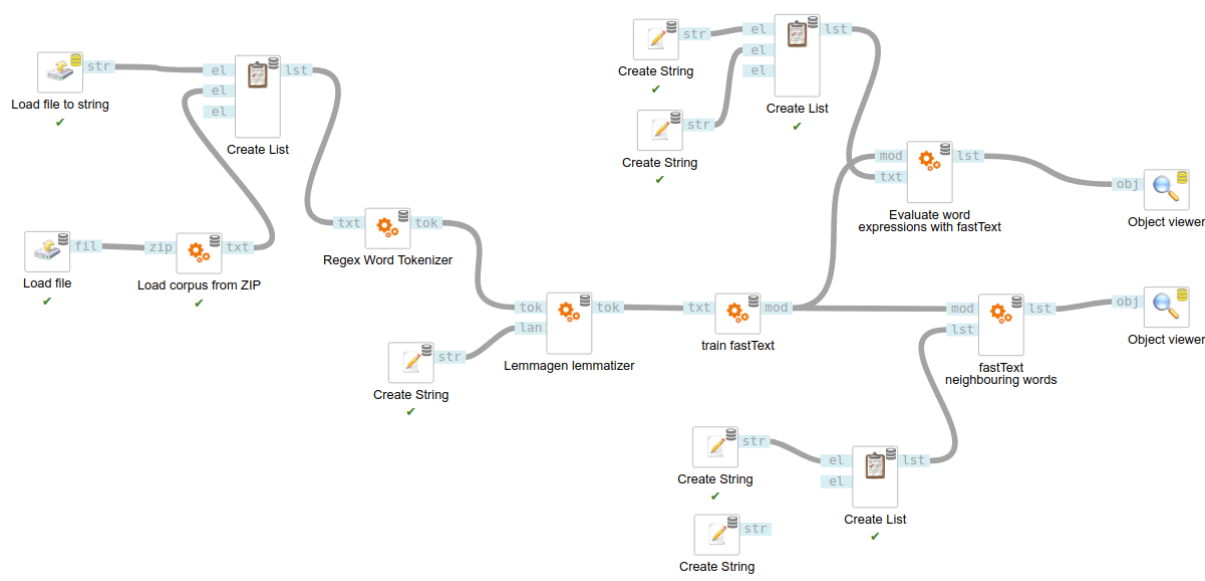 str
Load file to string
✔
el
el
el
lst
Create List
fil
Load file
✔
zip
txt
Load corpus from ZIP
✔
txt
tok
Regex Word Tokenizer
str
Create String
✔
tok
lan
tok
Lemmagen lemmatizer
txt
mod
train fastText
str
Create String
✔
str
Create String
✔
el
el
el
lst
Create List
✔
mod
txt
lst
Evaluate word
expressions with fastText
obj
Object viewer
mod
lst
lst
fastText
neighbouring words
obj
Object viewer
str
Create String
✔
el
el
lst
Create List
✔
str
Create String